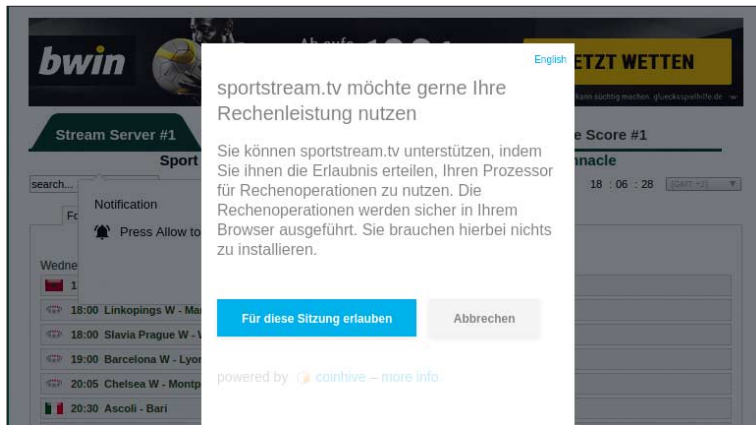 bwin
JETZT WETTEN
Stream Server #1
e Score #1
Sport
nnacle
search...
18 : 06 : 28
Notification
Press Allow to
Wedne
18:00 Linkopings W - Ma
18:00 Slavia Prague W -
19:00 Barcelona W - Lyon
20:05 Chelsea W - Montp
20:30 Ascoli - Bari
English
sportstream.tv möchte gerne Ihre
Rechenleistung nutzen
Sie können sportstream.tv unterstützen, indem
Sie ihnen die Erlaubnis erteilen, Ihren Prozessor
für Rechenoperationen zu nutzen. Die
Rechenoperationen werden sicher in Ihrem
Browser ausgeführt. Sie brauchen hierbei nichts
zu installieren.
Für diese Sitzung erlauben
Abbrechen
powered by coinhive – more info